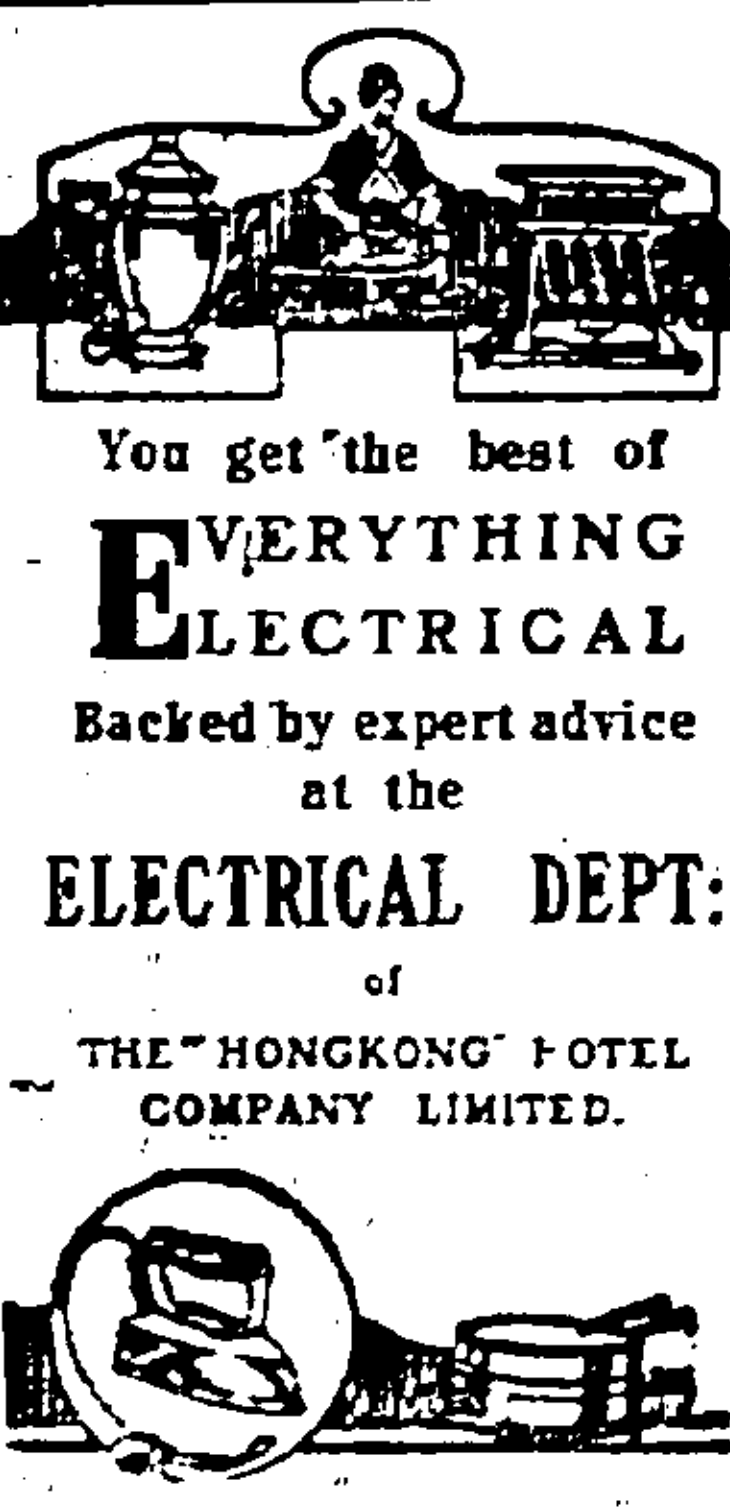 You get the best of
EVERYTHING
ELECTRICAL
Backed by expert advice
at the
ELECTRICAL DEPT:
of
THE HONGKONG HOTEL
COMPANY LIMITED.